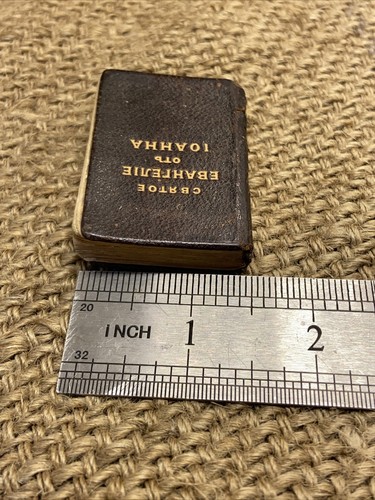 СВЯТОЕ
ЕВАНГЕЛІЕ
ОТЪ
ІОАННА
20
INCH 1 2
32